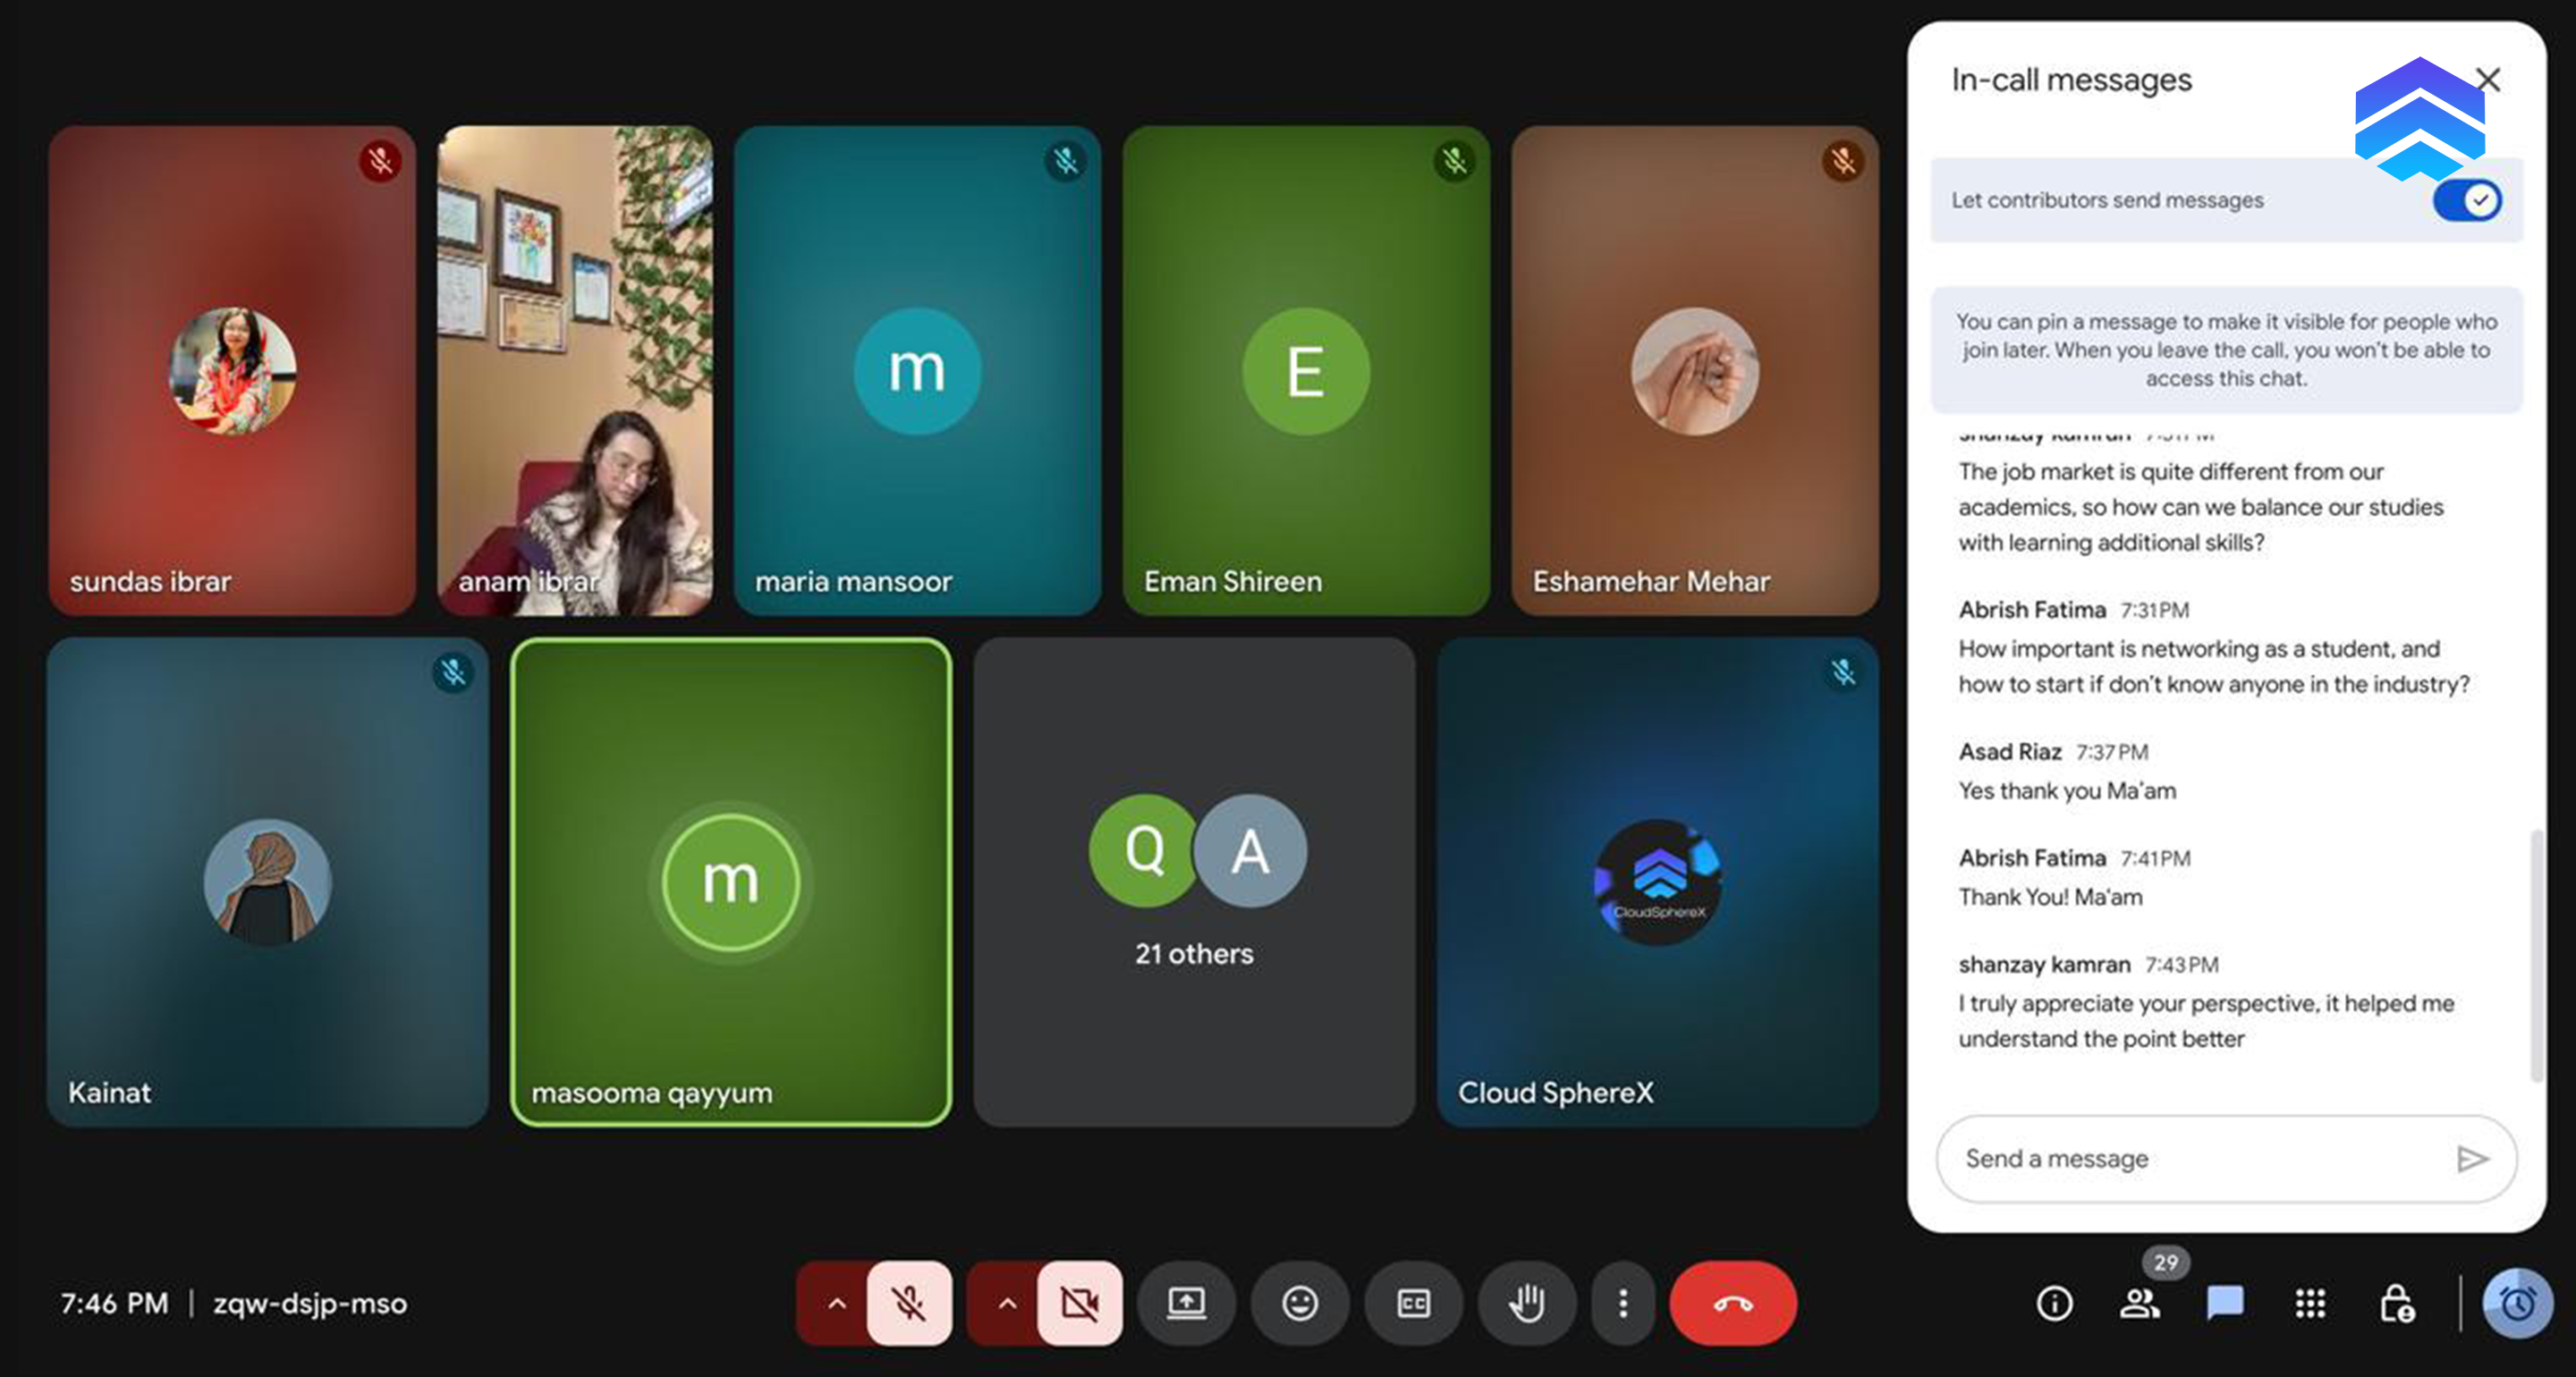 sundas ibrar
anam ibrar
m
maria mansoor
E
Eman Shireen
Eshamehar Mehar
Kainat
m
masooma qayyum
Q A
21 others
CloudSphereX
Cloud SphereX
In-call messages
Let contributors send messages
You can pin a message to make it visible for people who
join later. When you leave the call, you won't be able to
access this chat.
shanzay kamran 7:31 PM
The job market is quite different from our
academics, so how can we balance our studies
with learning additional skills?
Abrish Fatima 7:31 PM
How important is networking as a student, and
how to start if don't know anyone in the industry?
Asad Riaz 7:37 PM
Yes thank you Ma'am
Abrish Fatima 7:41 PM
Thank You! Ma'am
shanzay kamran 7:43 PM
I truly appreciate your perspective, it helped me
understand the point better
Send a message
7:46 PM | zqw-dsjp-mso
CC
29